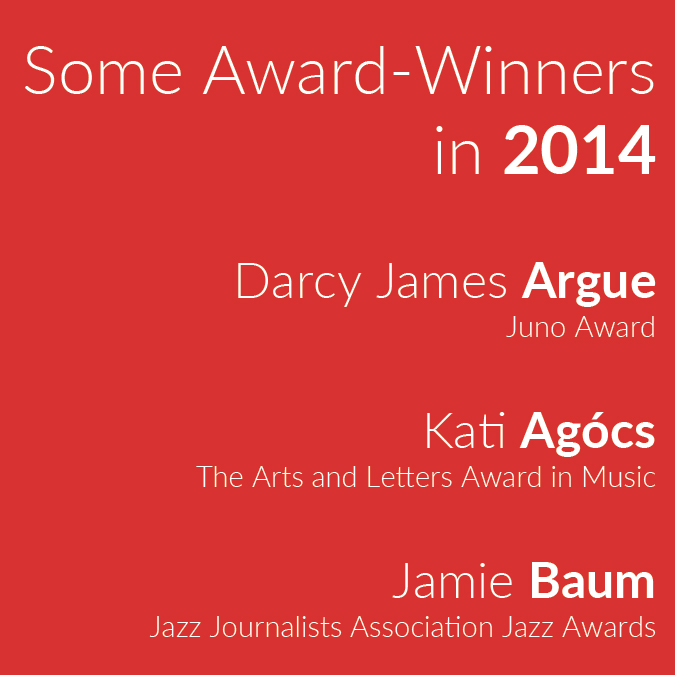 Some Award-Winners
in 2014
Darcy James Argue
Juno Award
Kati Agócs
The Arts and Letters Award in Music
Jamie Baum
Jazz Journalists Association Jazz Awards